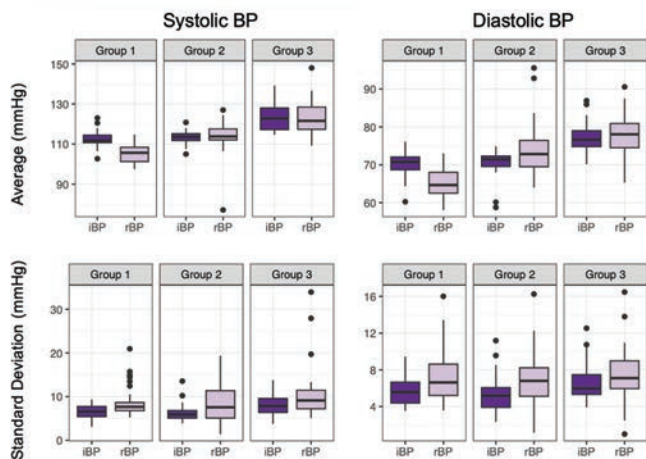 Systolic BP
Diastolic BP
Group 1 Group 2 Group 3
Group 1 Group 2 Group 3
Average (mmHg)
150
130
110
90
90
80
70
60
iBP rBP iBP rBP iBP rBP
iBP rBP iBP rBP iBP rBP
Group 1 Group 2 Group 3
Group 1 Group 2 Group 3
Standard Deviation (mmHg)
30
20
10
0
16
12
8
4
iBP rBP iBP rBP iBP rBP
iBP rBP iBP rBP iBP rBP